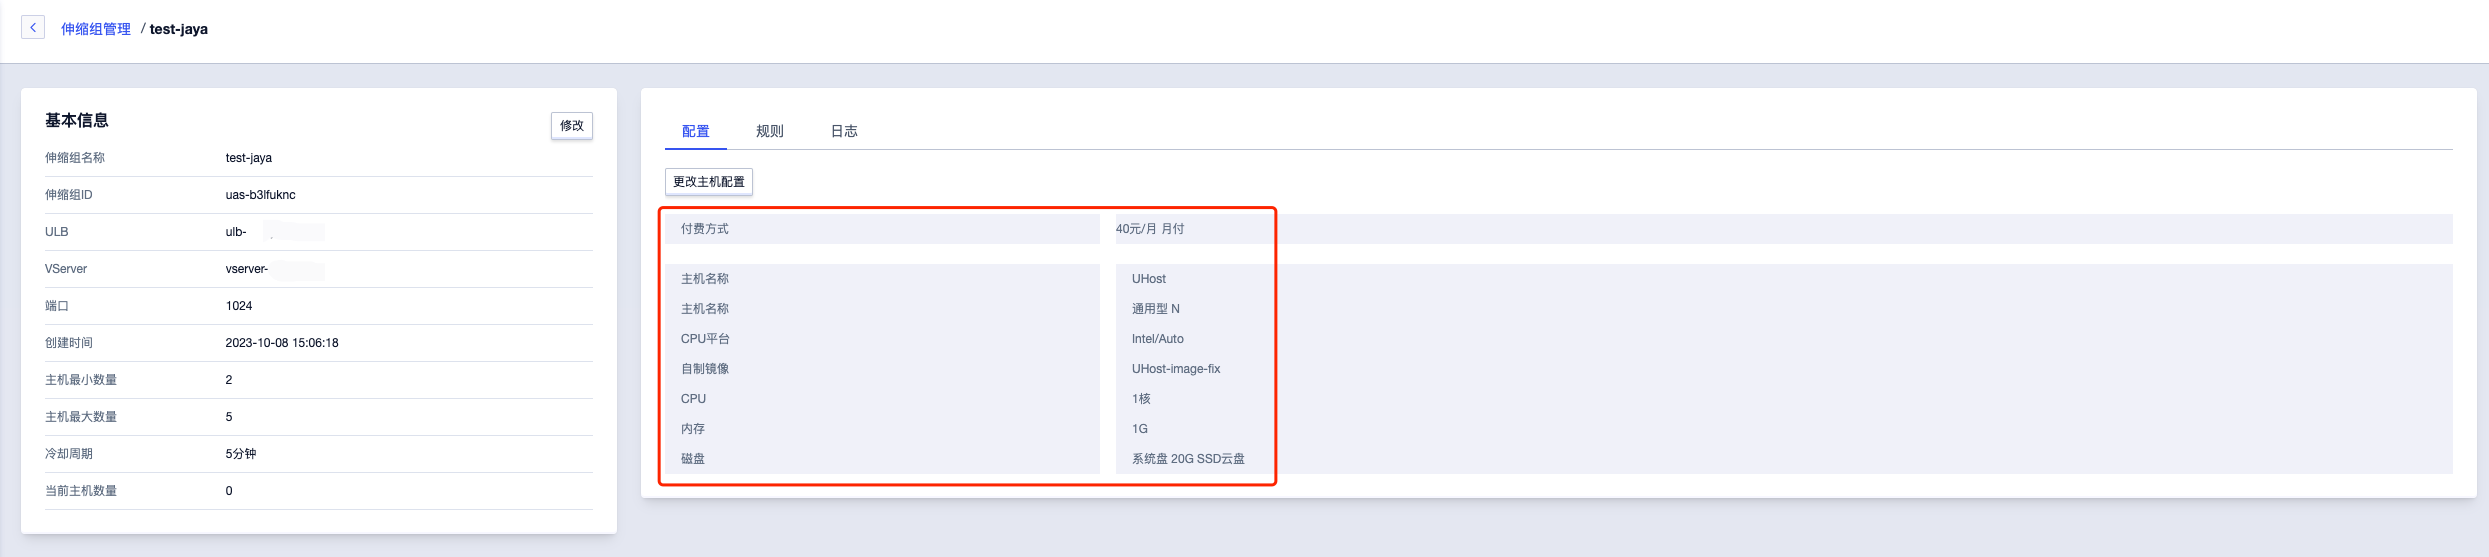 伸缩组管理 / test-jaya
基本信息
修改
伸缩组名称 test-jaya
伸缩组ID uas-b3lfuknc
ULB ulb-
VServer vserver-
端口 1024
创建时间 2023-10-08 15:06:18
主机最小数量 2
主机最大数量 5
冷却周期 5分钟
当前主机数量 0
配置 规则 日志
更改主机配置
付费方式 40元/月 月付
主机名称 UHost
主机名称 通用型 N
CPU平台 Intel/Auto
自制镜像 UHost-image-fix
CPU 1核
内存 1G
磁盘 系统盘 20G SSD云盘